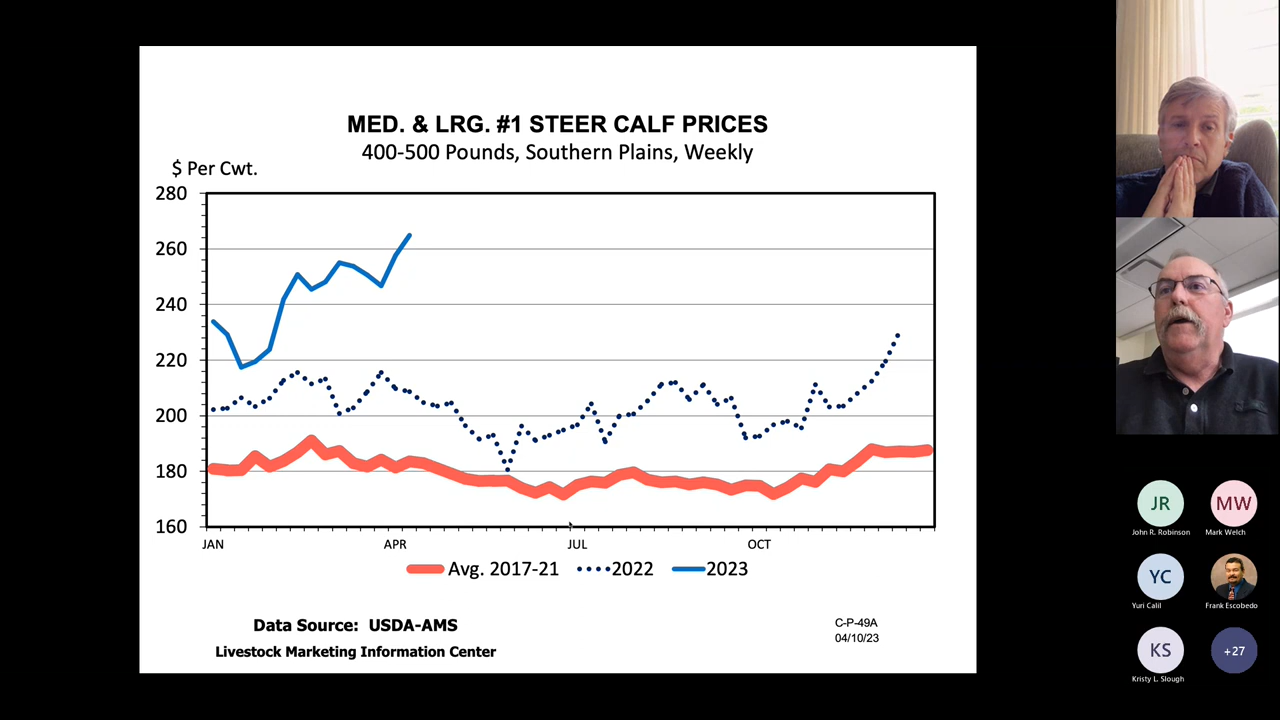 MED. & LRG. #1 STEER CALF PRICES
400-500 Pounds, Southern Plains, Weekly
$ Per Cwt.
280
260
240
220
200
180
160
JAN
APR
JUL
OCT
Avg. 2017-21
2022
2023
Data Source: USDA-AMS
Livestock Marketing Information Center
C-P-49A
04/10/23
JR
MW
John R. Robinson
Mark Welch
YC
Yuri Calil
Frank Escobedo
KS
+27
Kristy L. Slough